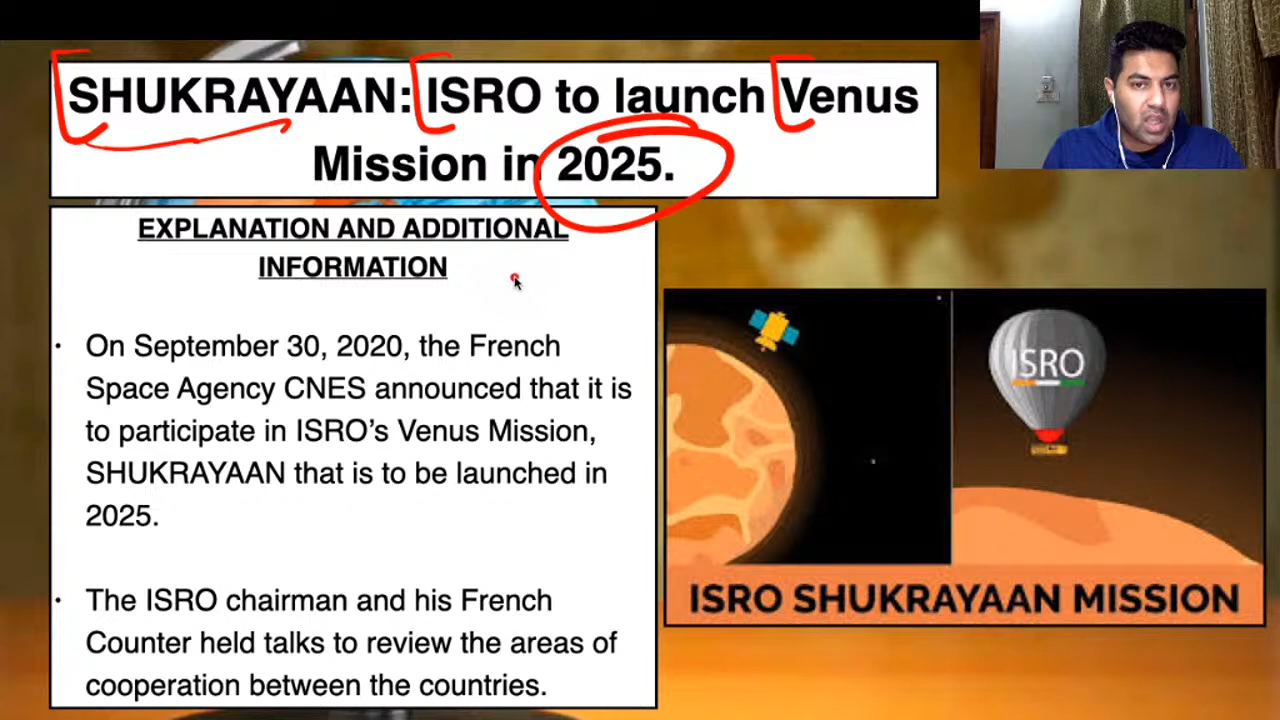 SHUKRAYAAN: ISRO to launch Venus
Mission in 2025.
EXPLANATION AND ADDITIONAL
INFORMATION
· On September 30, 2020, the French
Space Agency CNES announced that it is
to participate in ISRO's Venus Mission,
SHUKRAYAAN that is to be launched in
2025.
· The ISRO chairman and his French
Counter held talks to review the areas of
cooperation between the countries.
ISRO
ISRO SHUKRAYAAN MISSION